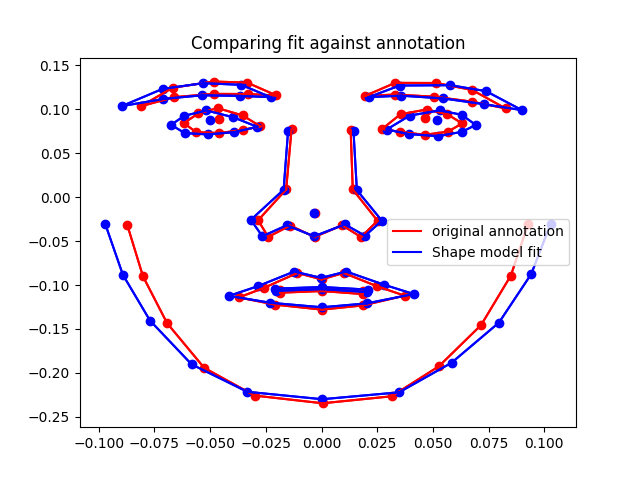 Comparing fit against annotation
0.15
0.10
0.05
0.00
−0.05
−0.10
−0.15
−0.20
−0.25
original annotation
Shape model fit
−0.100 −0.075 −0.050 −0.025 0.000 0.025 0.050 0.075 0.100